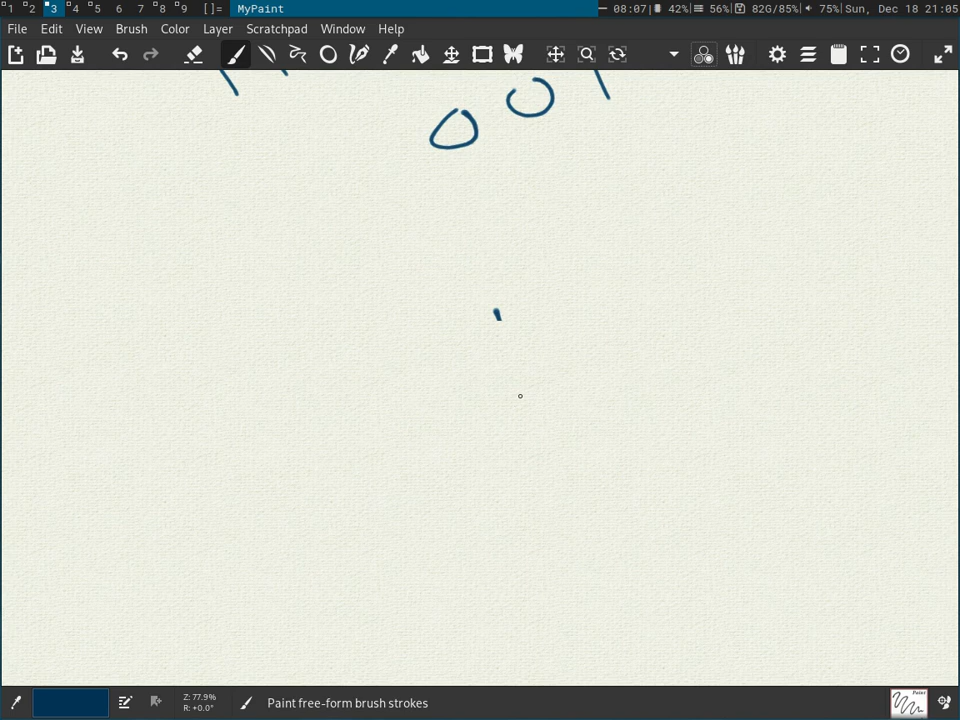 1 2 3 4 5 6 7 8 9 []= MyPaint 08:07| 42%| 56%| 82G/85%| 75%| Sun, Dec 18 21:05
File Edit View Brush Color Layer Scratchpad Window Help
Z: 77.9%
R: +0.0°
Paint free-form brush strokes